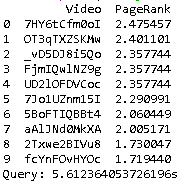 Video PageRank
0 7HY6tCfm0oI 2.475457
1 OT3qTXZSKMw 2.401101
2 _vD5DJ8i5Qo 2.357744
3 FjmIQwlNZ9g 2.357744
4 UD2lOFDVCoc 2.357744
5 7Jo1UZnm15I 2.290991
6 5BoFTIQBBt4 2.060449
7 aAlJNd0MkXA 2.005171
8 2Txwe2BIVu8 1.730047
9 fcYnFOvHYOc 1.719440
Query: 5.612364053726196s